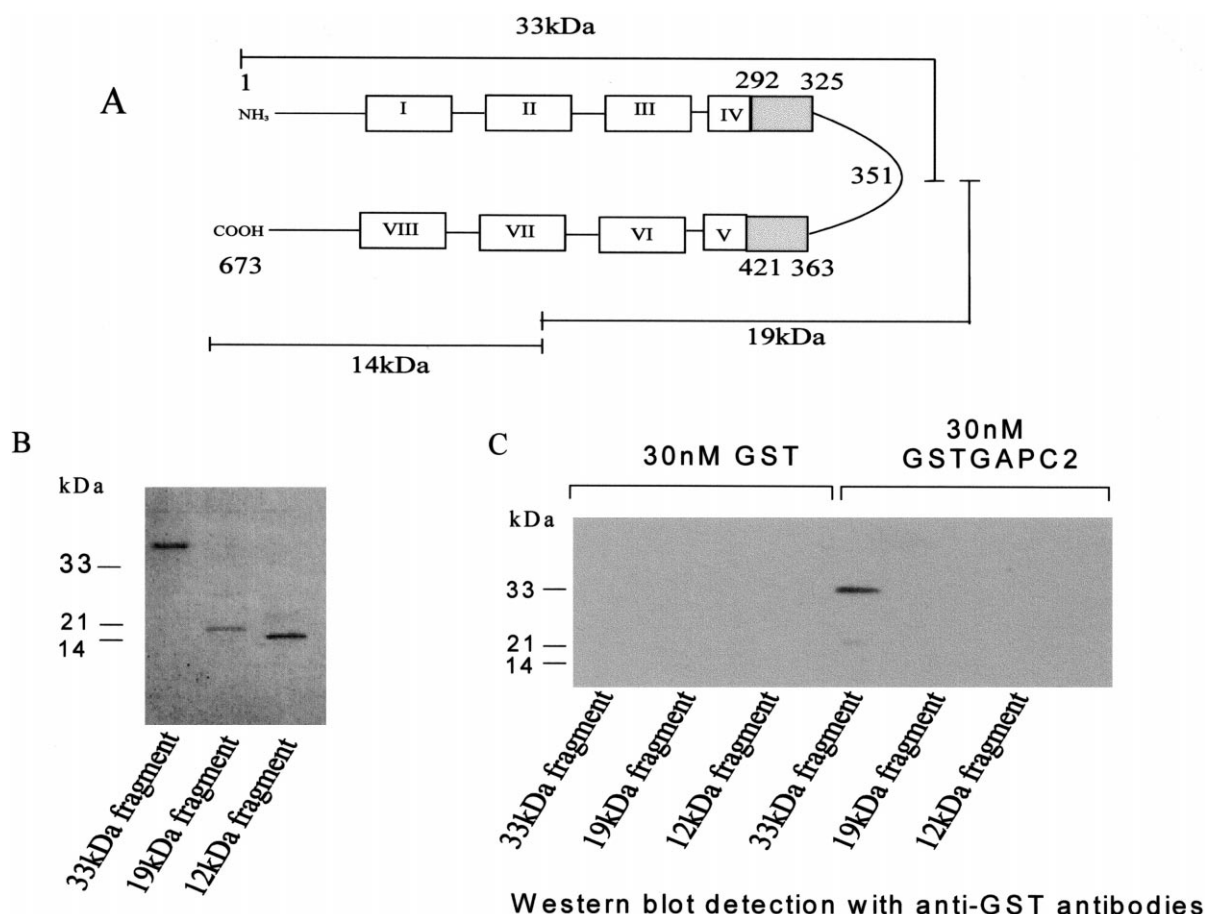 33kDa
A
1
292 325
NH₃
I
II
III
IV
351
COOH
VIII
VII
VI
V
673
421 363
19kDa
14kDa
B
kDa
33
21
14
33kDa fragment
19kDa fragment
12kDa fragment
C
30nM GST
30nM
GSTGAPC2
kDa
33
21
14
33kDa fragment
19kDa fragment
12kDa fragment
33kDa fragment
19kDa fragment
12kDa fragment
Western blot detection with anti-GST antibodies